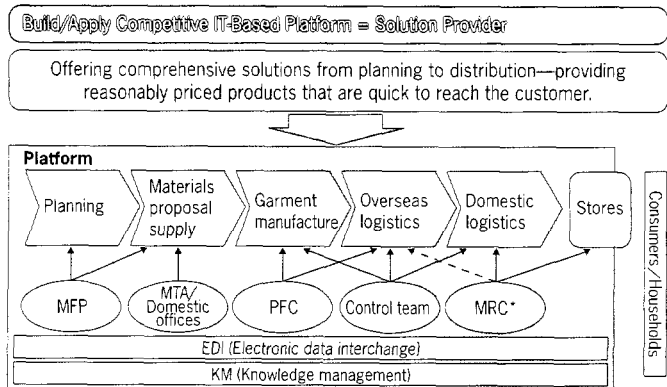 Build/Apply Competitive IT-Based Platform = Solution Provider
Offering comprehensive solutions from planning to distribution—providing
reasonably priced products that are quick to reach the customer.
Platform
Planning
Materials
proposal
supply
Garment
manufacture
Overseas
logistics
Domestic
logistics
Stores
Consumers/Households
MFP
MTA/
Domestic
offices
PFC
Control team
MRC*
EDI (Electronic data interchange)
KM (Knowledge management)